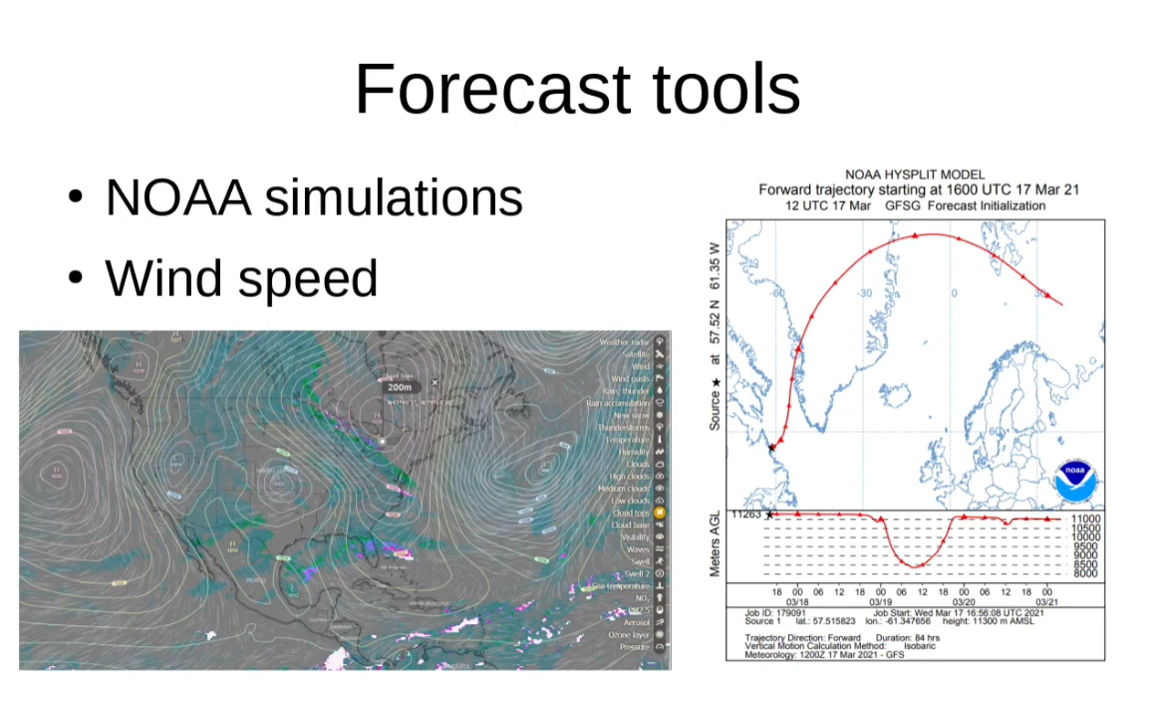 Forecast tools
• NOAA simulations
• Wind speed
200m
Weather radar
Satellite
Wind
Wind gusts
Rain, thunder
Rain accumulation
New snow
Thunderstorms
Temperature
Humidity
Clouds
High clouds
Medium clouds
Low clouds
Cloud tops
Cloud base
Visibility
Waves
Swell
Swell 2
Sea temperature
NO₂
PM2.5
Aerosol
Ozone layer
Pressure
NOAA HYSPLIT MODEL
Forward trajectory starting at 1600 UTC 17 Mar 21
12 UTC 17 Mar GFSG Forecast Initialization
Source ★ at 57.52 N 61.35 W
-60
-30
0
30
noaa
Meters AGL
11263
11000
10500
10000
9500
9000
8500
8000
18 00 06 12 18 00 06 12 18 00 06 12 18 00
03/18 03/19 03/20 03/21
Job ID: 179091 Job Start: Wed Mar 17 16:56:08 UTC 2021
Source 1 lat.: 57.515823 lon.: -61.347656 height: 11300 m AMSL
Trajectory Direction: Forward Duration: 84 hrs
Vertical Motion Calculation Method: Isobaric
Meteorology: 1200Z 17 Mar 2021 - GFS